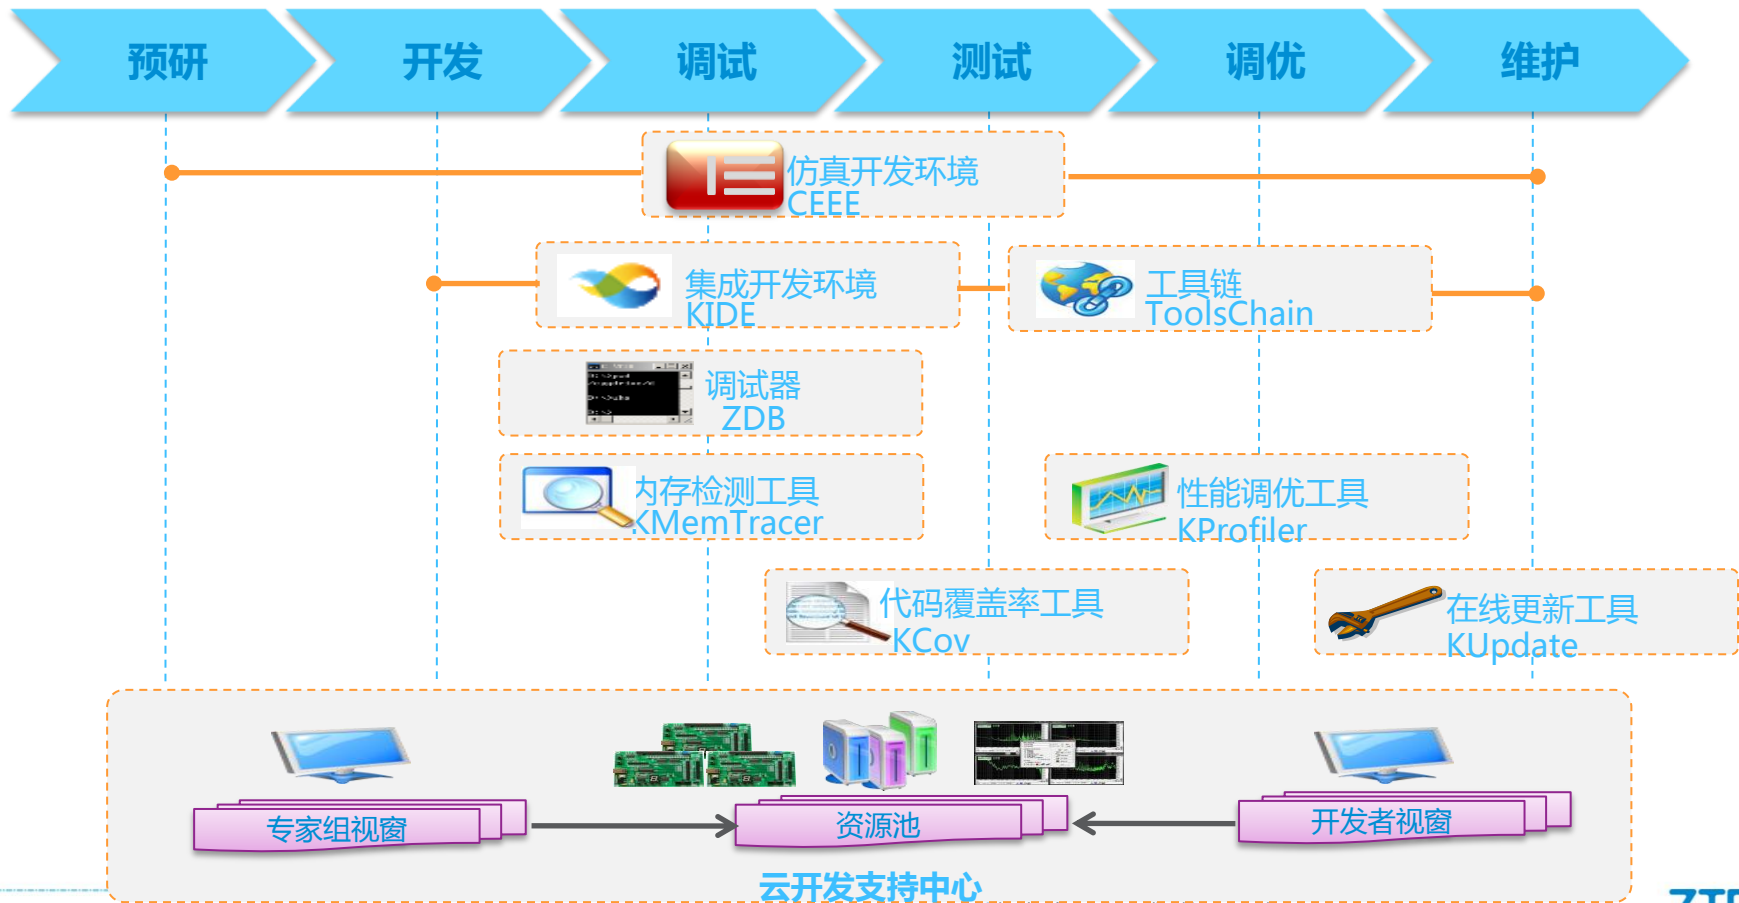 预研
开发
调试
测试
调优
维护
仿真开发环境
CEEE
集成开发环境
KIDE
工具链
ToolsChain
调试器
ZDB
内存检测工具
KMemTracer
性能调优工具
KProfiler
代码覆盖率工具
KCov
在线更新工具
KUpdate
专家组视窗
资源池
开发者视窗
云开发支持中心